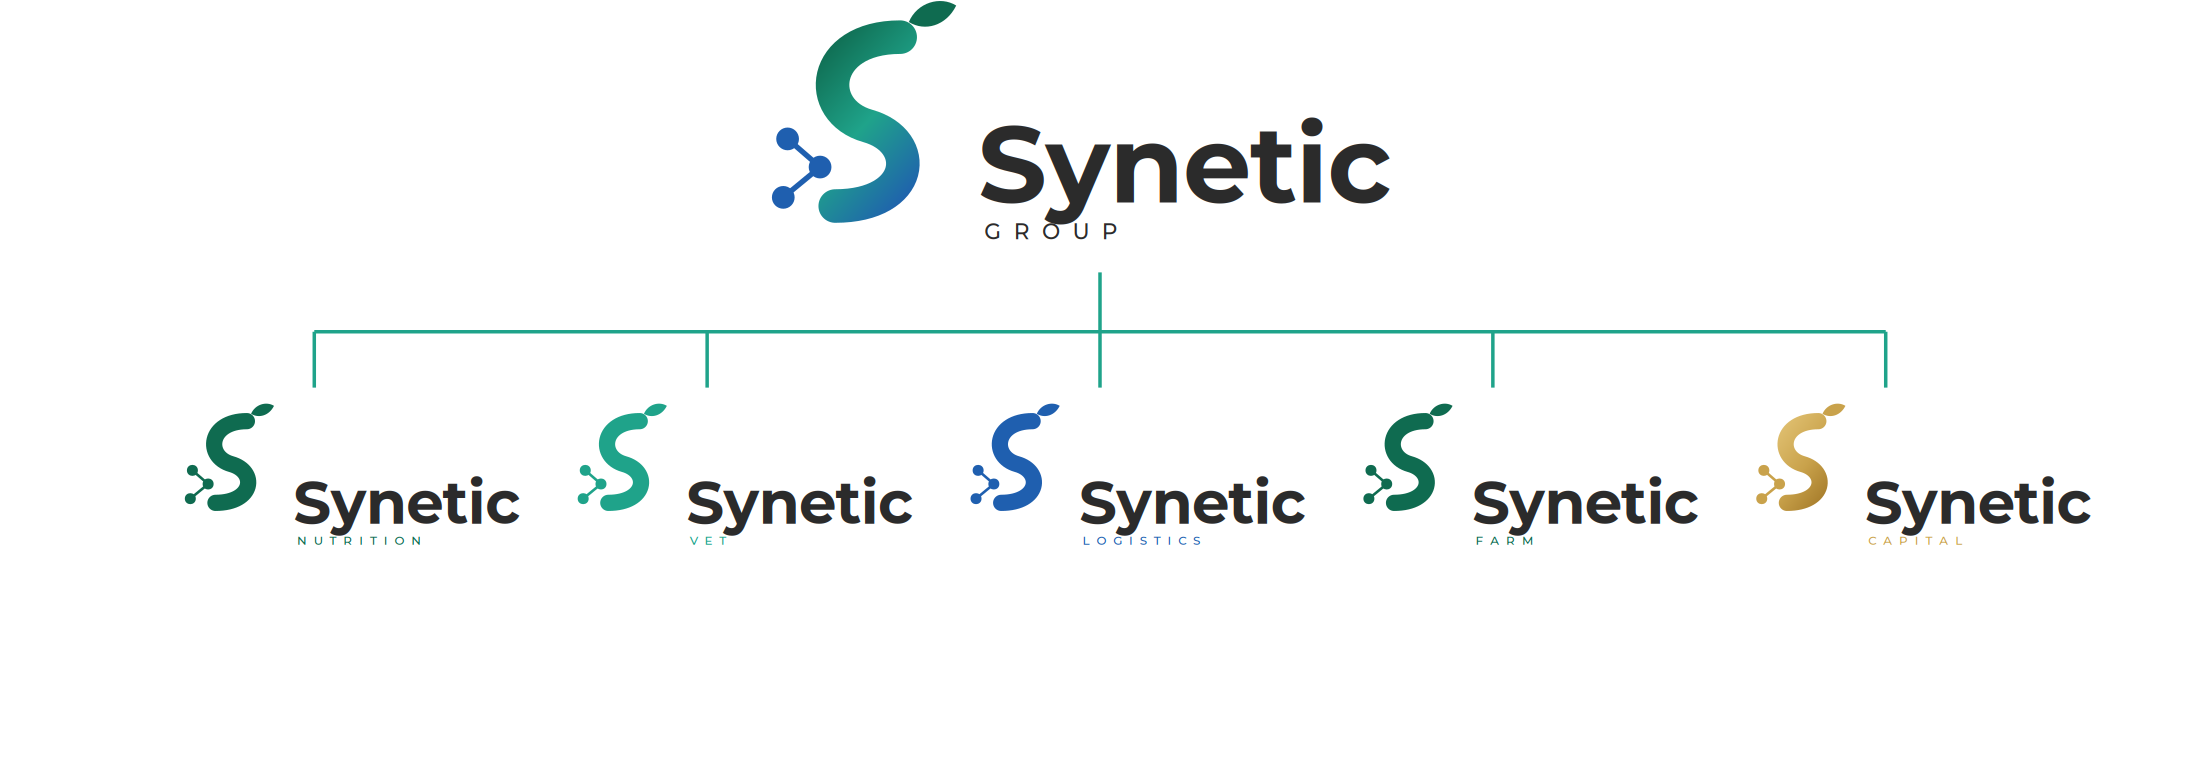 Synetic
GROUP
Synetic
NUTRITION
Synetic
VET
Synetic
LOGISTICS
Synetic
FARM
Synetic
CAPITAL